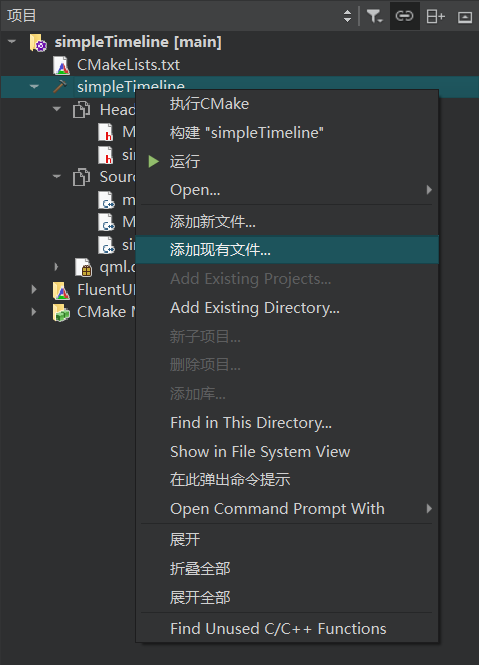 项目
simpleTimeline [main]
CMakeLists.txt
simpleTimeline
执行CMake
构建 "simpleTimeline"
运行
Open...
添加新文件...
添加现有文件...
Add Existing Projects...
Add Existing Directory...
新子项目...
删除项目...
添加库...
Find in This Directory...
Show in File System View
在此弹出命令提示
Open Command Prompt With
展开
折叠全部
展开全部
Find Unused C/C++ Functions
Head
M
sin
Sour
m
M
sin
qml.q
FluentUI
CMake M